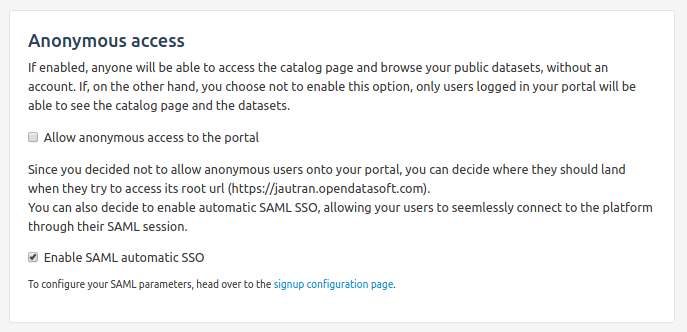 Anonymous access
If enabled, anyone will be able to access the catalog page and browse your public datasets, without an
account. If, on the other hand, you choose not to enable this option, only users logged in your portal will be
able to see the catalog page and the datasets.
Allow anonymous access to the portal
Since you decided not to allow anonymous users onto your portal, you can decide where they should land
when they try to access its root url (https://jautran.opendatasoft.com).
You can also decide to enable automatic SAML SSO, allowing your users to seemlessly connect to the platform
through their SAML session.
Enable SAML automatic SSO
To configure your SAML parameters, head over to the signup configuration page.